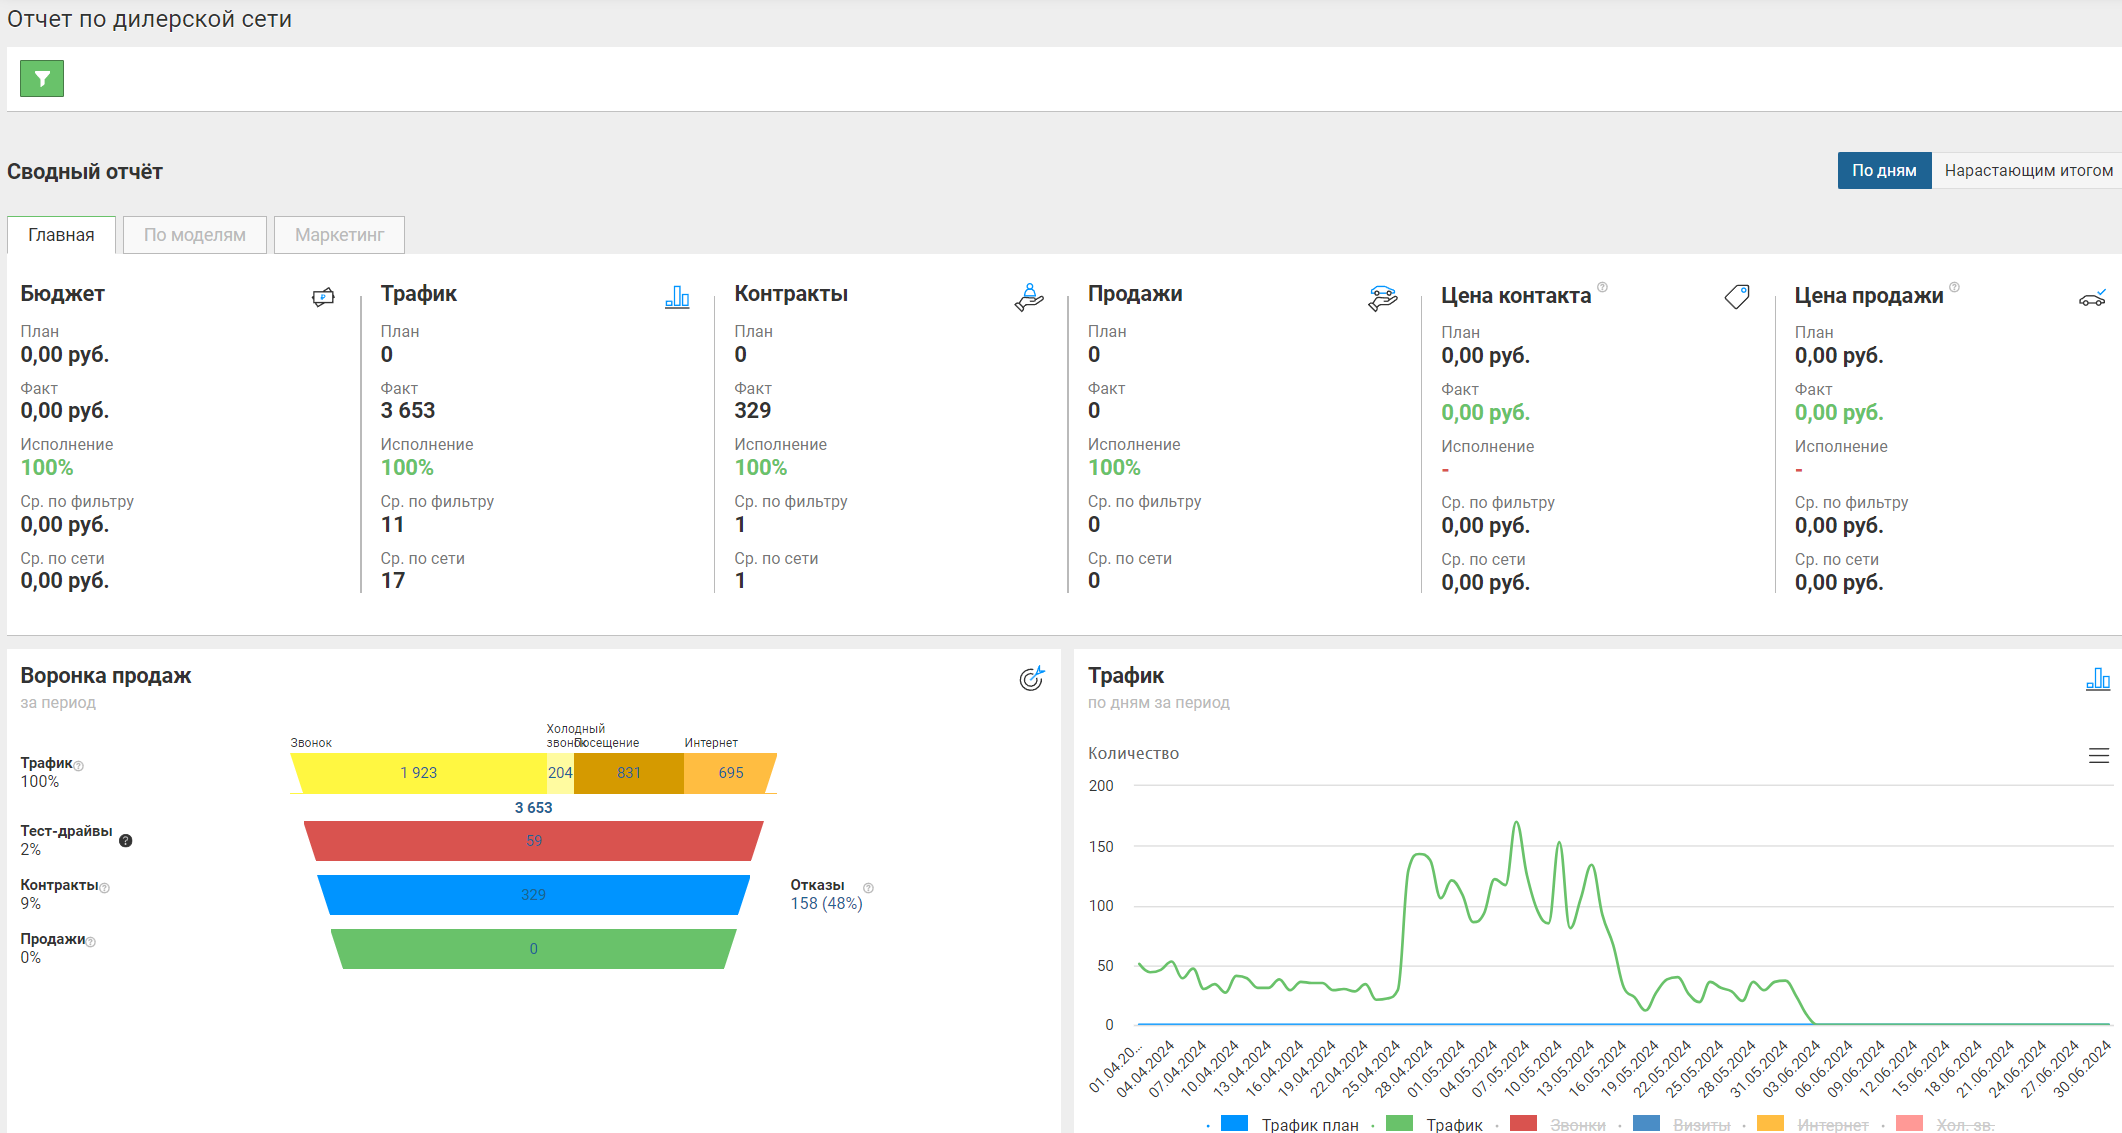 Отчет по дилерской сети
Сводный отчёт
По дням
Нарастающим итогом
Главная
По моделям
Маркетинг
Бюджет
План
0,00 руб.
Факт
0,00 руб.
Исполнение
100%
Ср. по фильтру
0,00 руб.
Ср. по сети
0,00 руб.
Трафик
План
0
Факт
3 653
Исполнение
100%
Ср. по фильтру
11
Ср. по сети
17
Контракты
План
0
Факт
329
Исполнение
100%
Ср. по фильтру
1
Ср. по сети
1
Продажи
План
0
Факт
0
Исполнение
100%
Ср. по фильтру
0
Ср. по сети
0
Цена контакта
План
0,00 руб.
Факт
0,00 руб.
Исполнение
-
Ср. по фильтру
0,00 руб.
Ср. по сети
0,00 руб.
Цена продажи
План
0,00 руб.
Факт
0,00 руб.
Исполнение
-
Ср. по фильтру
0,00 руб.
Ср. по сети
0,00 руб.
Воронка продаж
за период
Звонок
Холодный
звонок
Посещение
Интернет
Трафик
100%
1 923
204
831
695
3 653
Тест-драйвы
2%
59
Контракты
9%
329
Отказы
158 (48%)
Продажи
0%
0
Трафик
по дням за период
Количество
200
150
100
50
0
01.04.20...
04.04.2024
07.04.2024
10.04.2024
13.04.2024
16.04.2024
19.04.2024
22.04.2024
25.04.2024
28.04.2024
01.05.2024
04.05.2024
07.05.2024
10.05.2024
13.05.2024
16.05.2024
19.05.2024
22.05.2024
25.05.2024
28.05.2024
31.05.2024
03.06.2024
06.06.2024
09.06.2024
12.06.2024
15.06.2024
18.06.2024
21.06.2024
24.06.2024
27.06.2024
30.06.2024
Трафик план
Трафик
Звонки
Визиты
Интернет
Хол. зв.